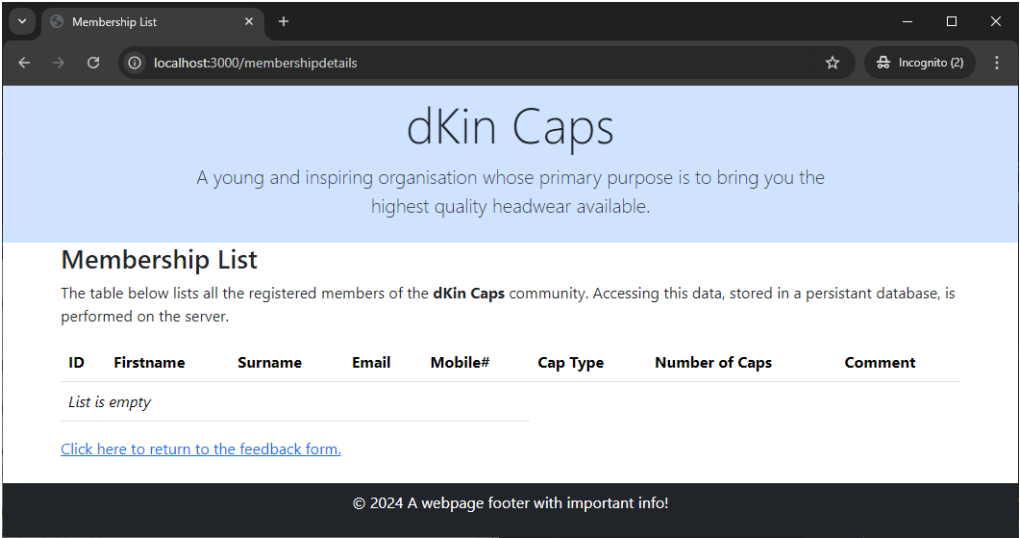 Membership List
localhost:3000/membershipdetails
Incognito (2)
dKin Caps
A young and inspiring organisation whose primary purpose is to bring you the
highest quality headwear available.
Membership List
The table below lists all the registered members of the dKin Caps community. Accessing this data, stored in a persistant database, is
performed on the server.
ID Firstname Surname Email Mobile# Cap Type Number of Caps Comment
List is empty
Click here to return to the feedback form.
© 2024 A webpage footer with important info!